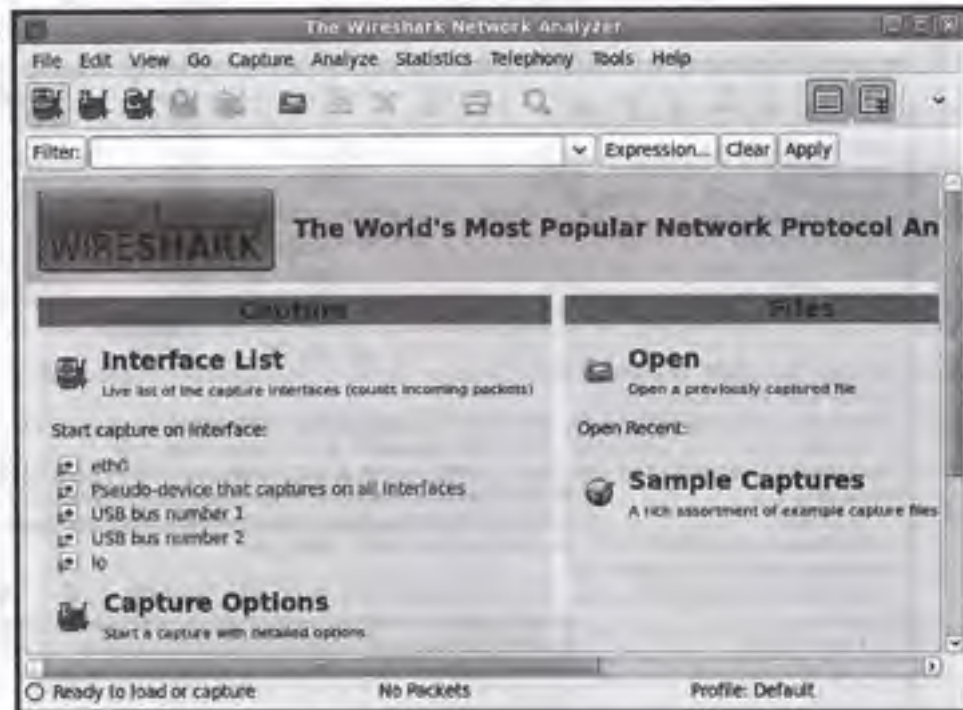 The Wireshark Network Analyzer
File Edit View Go Capture Analyze Statistics Telephony Tools Help
Filter: Expression... Clear Apply
WIRESHARK
The World's Most Popular Network Protocol An
Capture
Interface List
Live list of the capture interfaces (counts incoming packets)
Start capture on interface:
eth0
Pseudo-device that captures on all interfaces
USB bus number 1
USB bus number 2
lo
Capture Options
Start a capture with detailed options
Files
Open
Open a previously captured file
Open Recent:
Sample Captures
A rich assortment of example capture files
Ready to load or capture No Packets Profile: Default